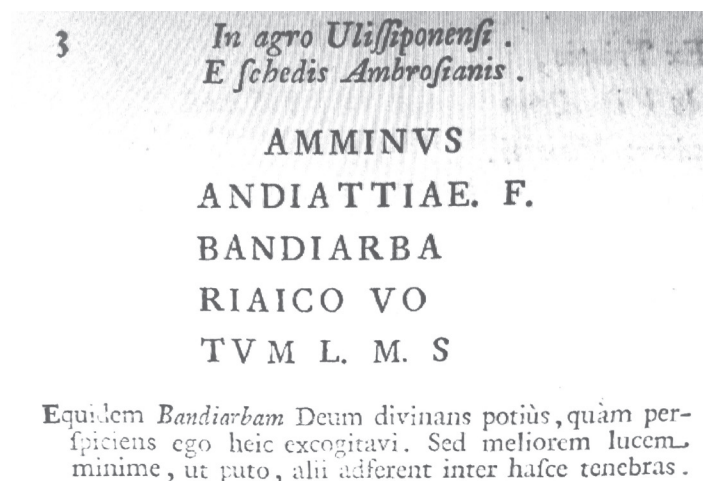 3 In agro Uliſſiponenſi .
E ſchedis Ambroſianis .
AMMINVS
ANDIATTIAE. F.
BANDIARBA
RIAICO VO
TVM L. M. S
Equidem Bandiarbam Deum divinans potiùs, quàm per-
ſpiciens ego heic excogitavi. Sed meliorem lucem
minime, ut puto, alii adferent inter haſce tenebras.